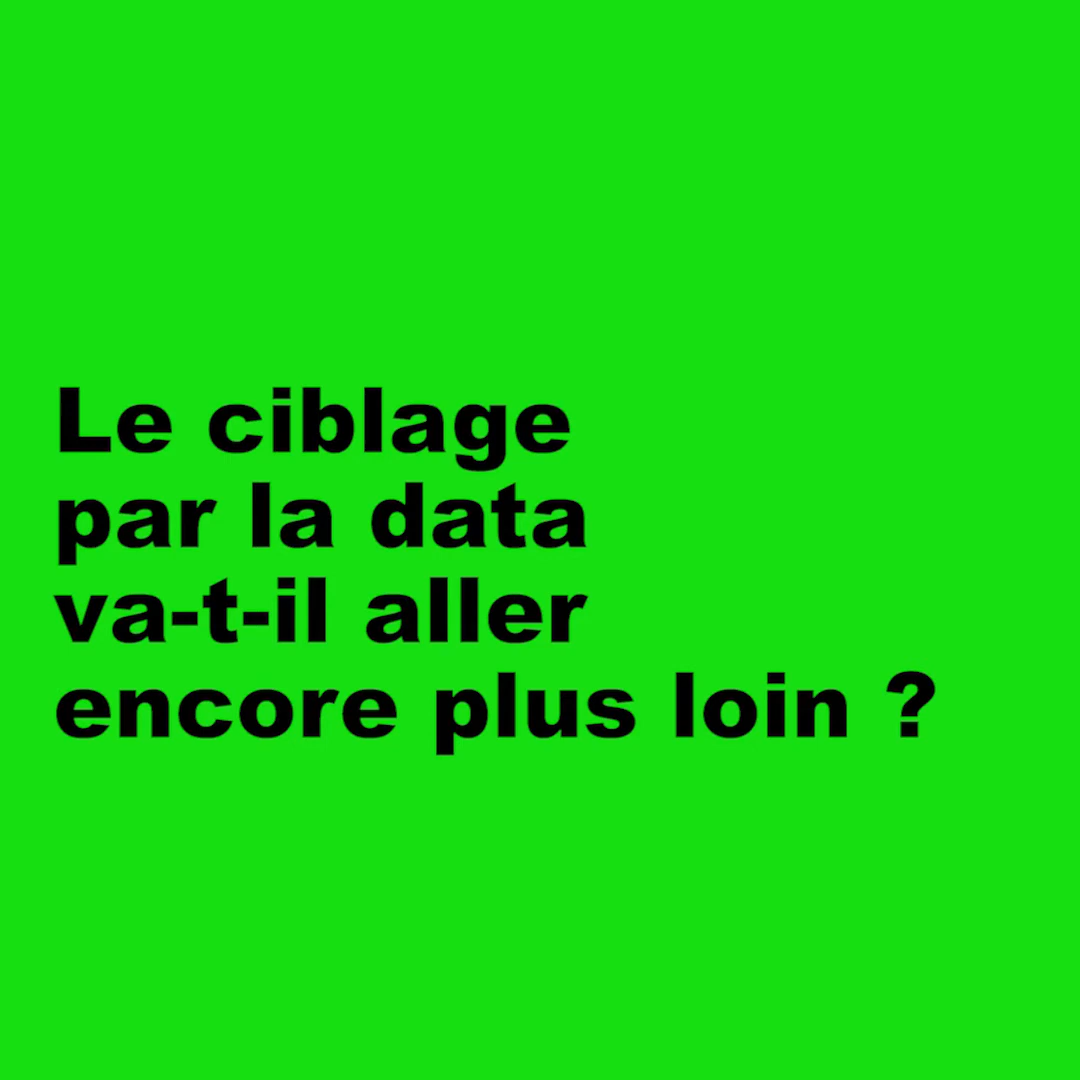 Le ciblage
par la data
va-t-il aller
encore plus loin ?